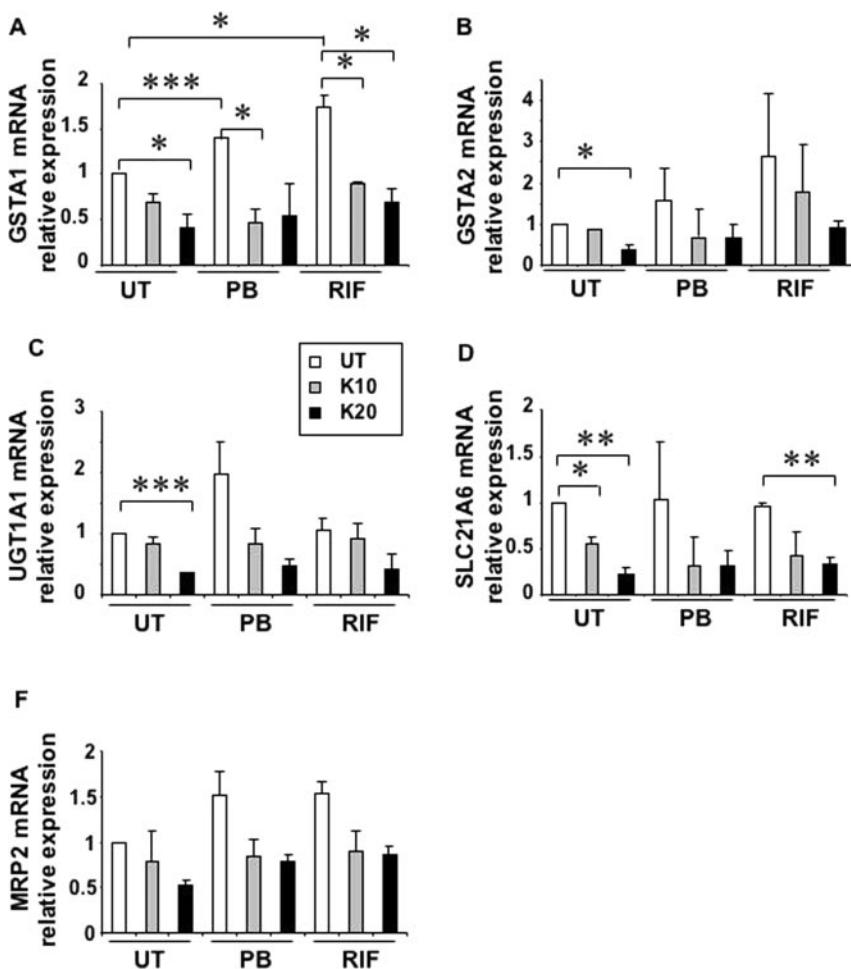 A
GSTA1 mRNA
relative expression
2
1.5
1
0.5
0
*
***
*
*
*
*
UT PB RIF
B
GSTA2 mRNA
relative expression
4
2
1
0
*
UT PB RIF
C
UGT1A1 mRNA
relative expression
3
2
1
0
***
UT PB RIF
UT
K10
K20
D
SLC21A6 mRNA
relative expression
2
1.5
1
0.5
0
**
*
**
UT PB RIF
F
MRP2 mRNA
relative expression
2
1.5
1
0.5
0
UT PB RIF